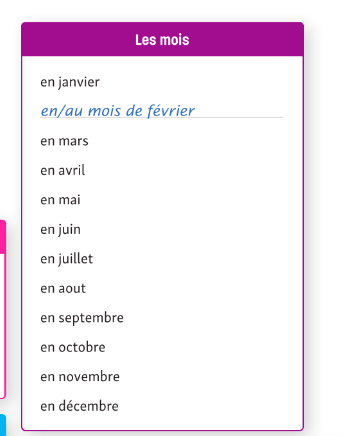 Les mois
en janvier
en/au mois de février
en mars
en avril
en mai
en juin
en juillet
en aout
en septembre
en octobre
en novembre
en décembre